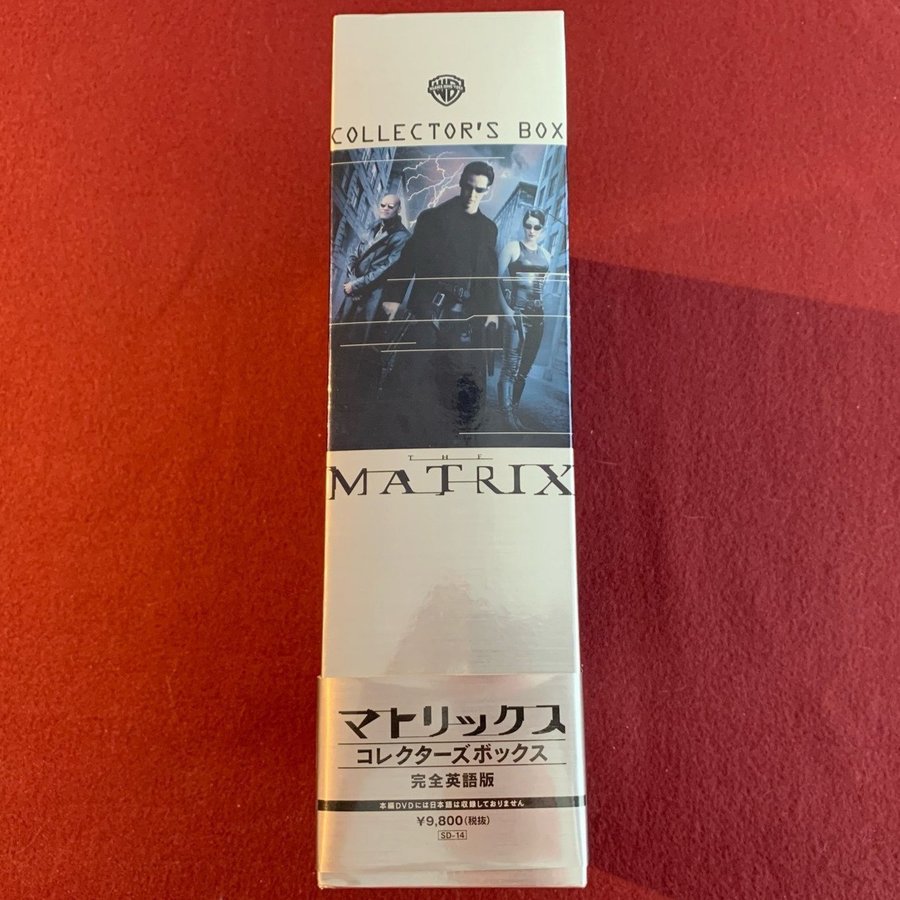 COLLECTOR'S BOX
THE
MATRIX
マトリックス
コレクターズボックス
完全英語版
本編DVDには日本語は収録しておりません
¥9,800(税抜)
SD-14